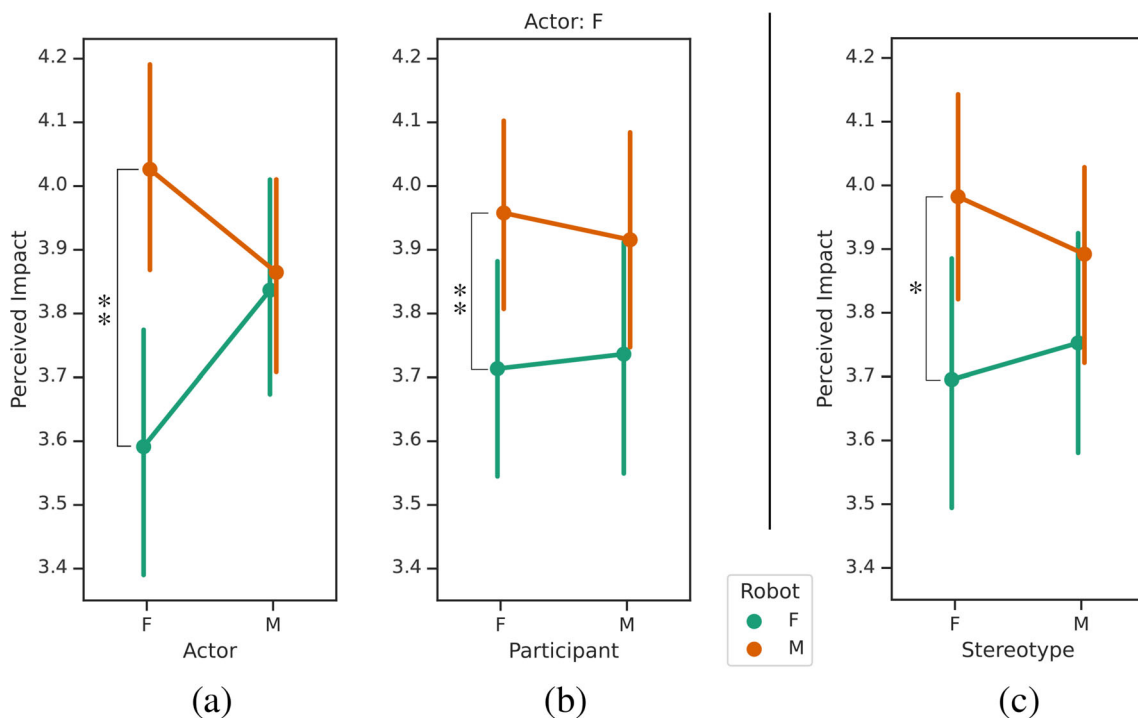 Actor: F
4.2
4.1
4.0
3.9
3.8
3.7
3.6
3.5
3.4
Perceived Impact
**
F
M
Actor
(a)
4.2
4.1
4.0
3.9
3.8
3.7
3.6
3.5
3.4
**
F
M
Participant
(b)
Robot
F
M
4.2
4.1
4.0
3.9
3.8
3.7
3.6
3.5
3.4
Perceived Impact
*
F
M
Stereotype
(c)